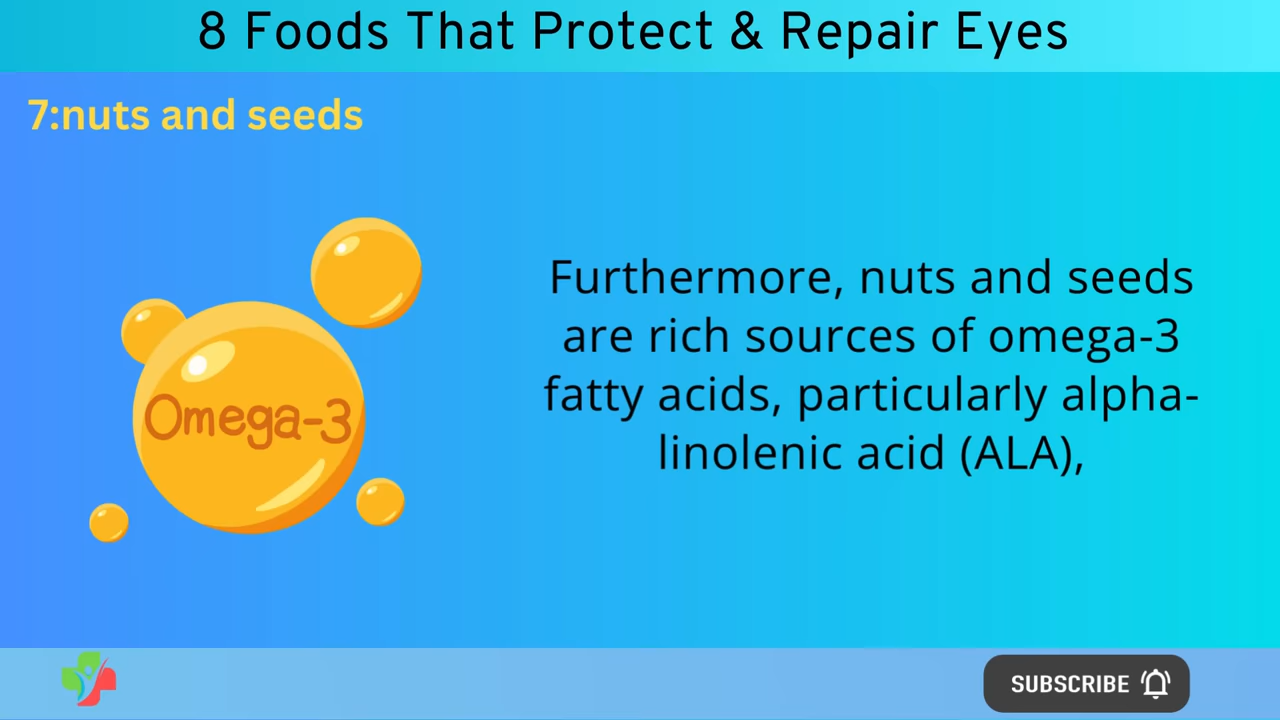 8 Foods That Protect & Repair Eyes
7:nuts and seeds
Omega-3
Furthermore, nuts and seeds
are rich sources of omega-3
fatty acids, particularly alpha-
linolenic acid (ALA),
SUBSCRIBE